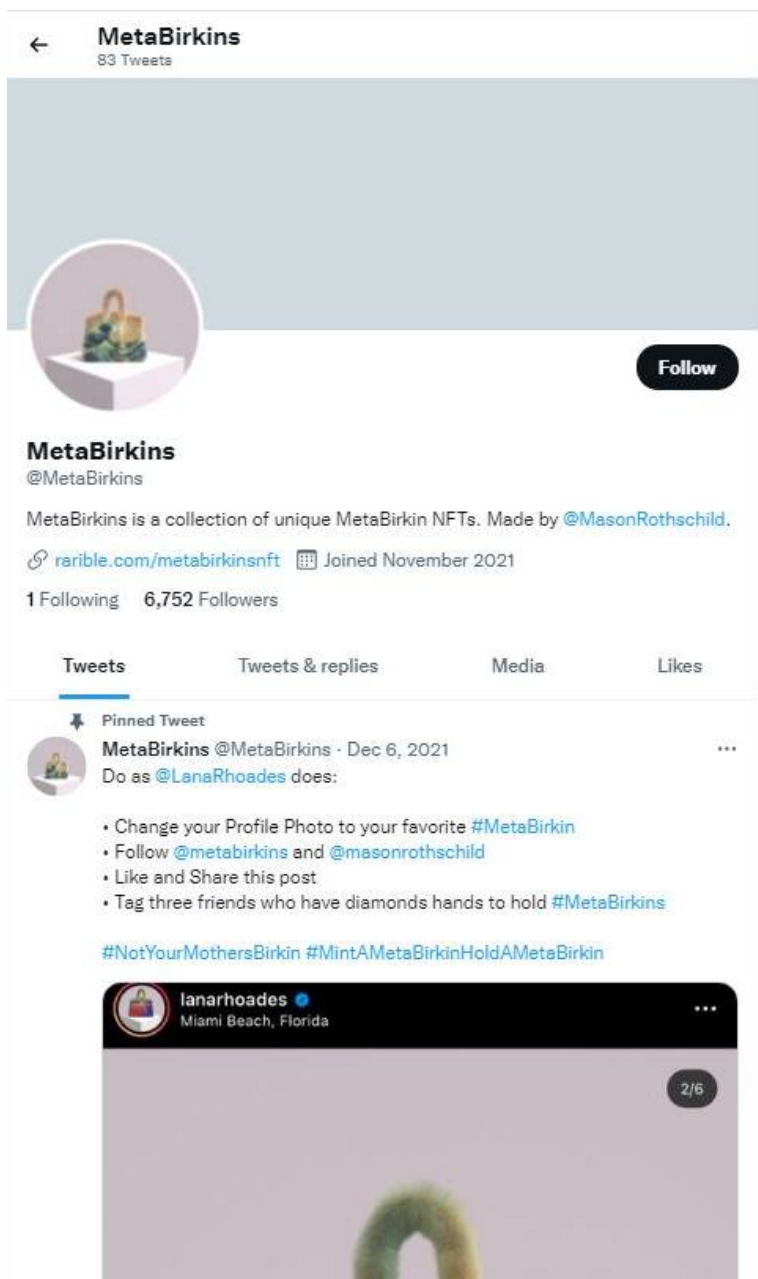 MetaBirkins
83 Tweets
Follow
MetaBirkins
@MetaBirkins
MetaBirkins is a collection of unique MetaBirkin NFTs. Made by @MasonRothschild.
rarible.com/metabirkinsnft Joined November 2021
1 Following 6,752 Followers
Tweets Tweets & replies Media Likes
Pinned Tweet
MetaBirkins @MetaBirkins · Dec 6, 2021
Do as @LanaRhoades does:
• Change your Profile Photo to your favorite #MetaBirkin
• Follow @metabirkins and @masonrothschild
• Like and Share this post
• Tag three friends who have diamonds hands to hold #MetaBirkins
#NotYourMothersBirkin #MintAMetaBirkinHoldAMetaBirkin
lanarhoades
Miami Beach, Florida
2/6